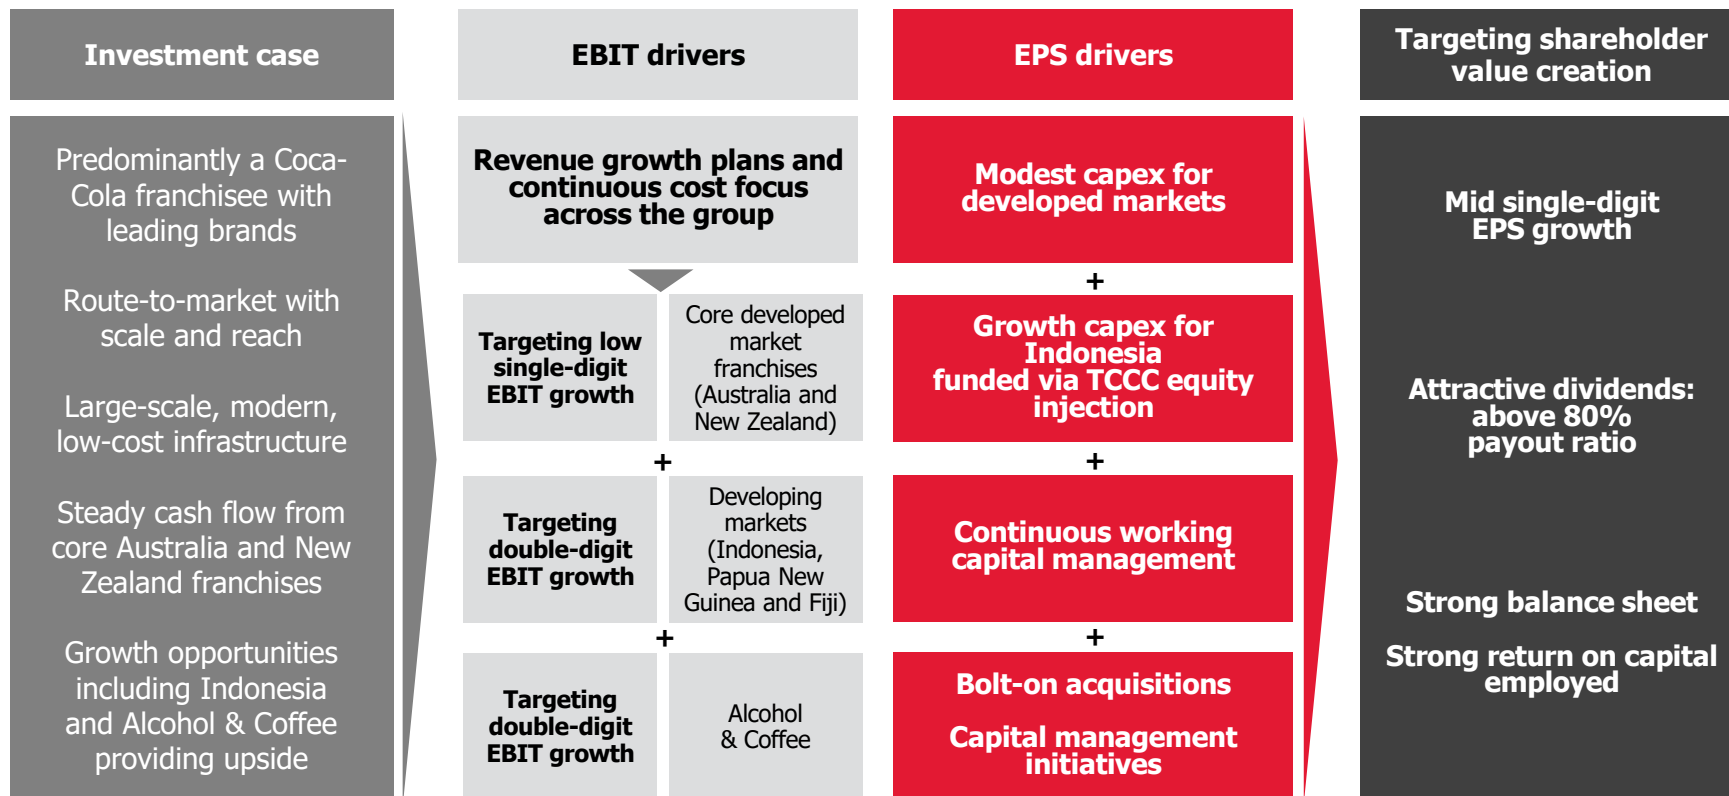 Investment case
Predominantly a Coca-
Cola franchisee with
leading brands
Route-to-market with
scale and reach
Large-scale, modern,
low-cost infrastructure
Steady cash flow from
core Australia and New
Zealand franchises
Growth opportunities
including Indonesia
and Alcohol & Coffee
providing upside
EBIT drivers
Revenue growth plans and
continuous cost focus
across the group
Targeting low
single-digit
EBIT growth
Core developed
market
franchises
(Australia and
New Zealand)
+
Targeting
double-digit
EBIT growth
Developing
markets
(Indonesia,
Papua New
Guinea and Fiji)
+
Targeting
double-digit
EBIT growth
Alcohol
& Coffee
EPS drivers
Modest capex for
developed markets
+
Growth capex for
Indonesia
funded via TCCC equity
injection
+
Continuous working
capital management
+
Bolt-on acquisitions
Capital management
initiatives
Targeting shareholder
value creation
Mid single-digit
EPS growth
Attractive dividends:
above 80%
payout ratio
Strong balance sheet
Strong return on capital
employed